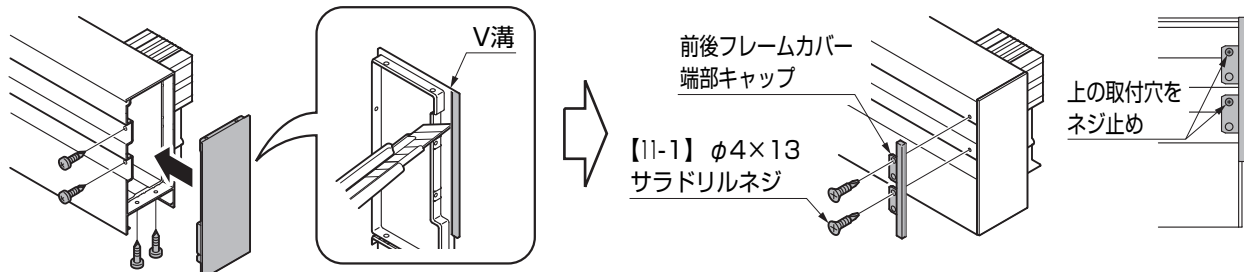 V溝
前後フレームカバー
端部キャップ
【11-1】 φ4×13
サラドリルネジ
上の取付穴を
ネジ止め